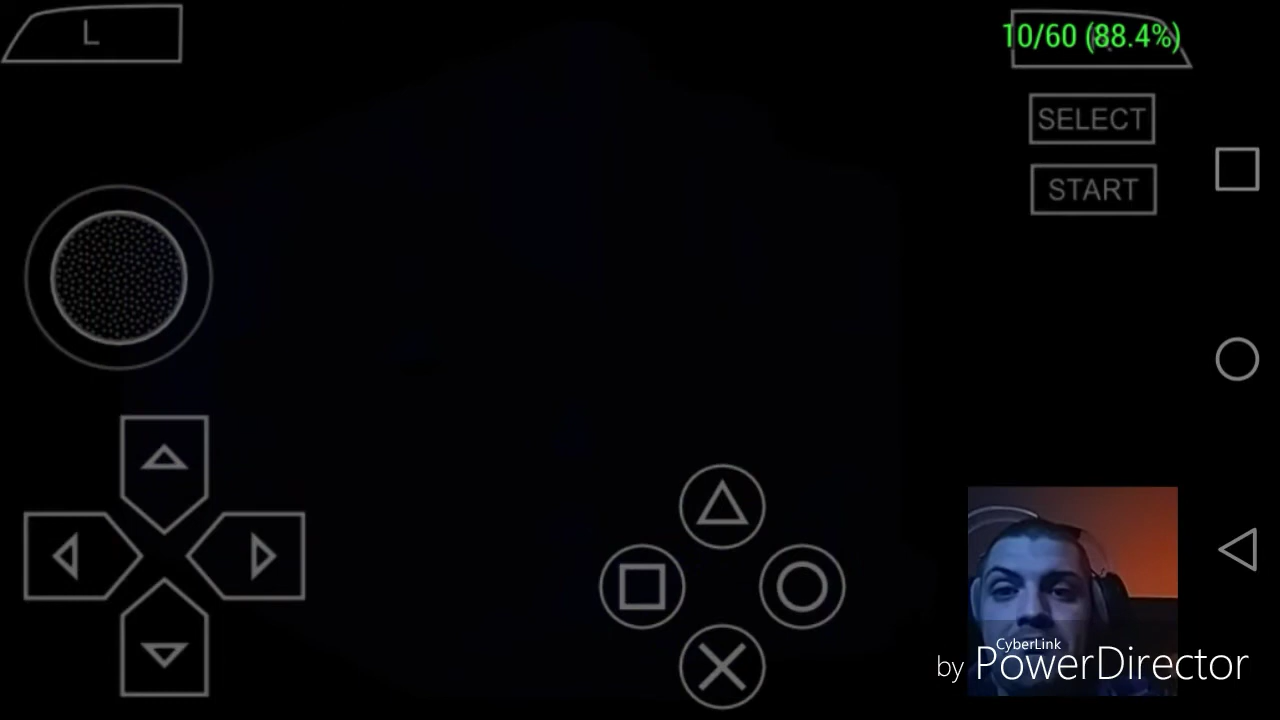 L
10/60 (88.4%)
SELECT
START
CyberLink
by PowerDirector